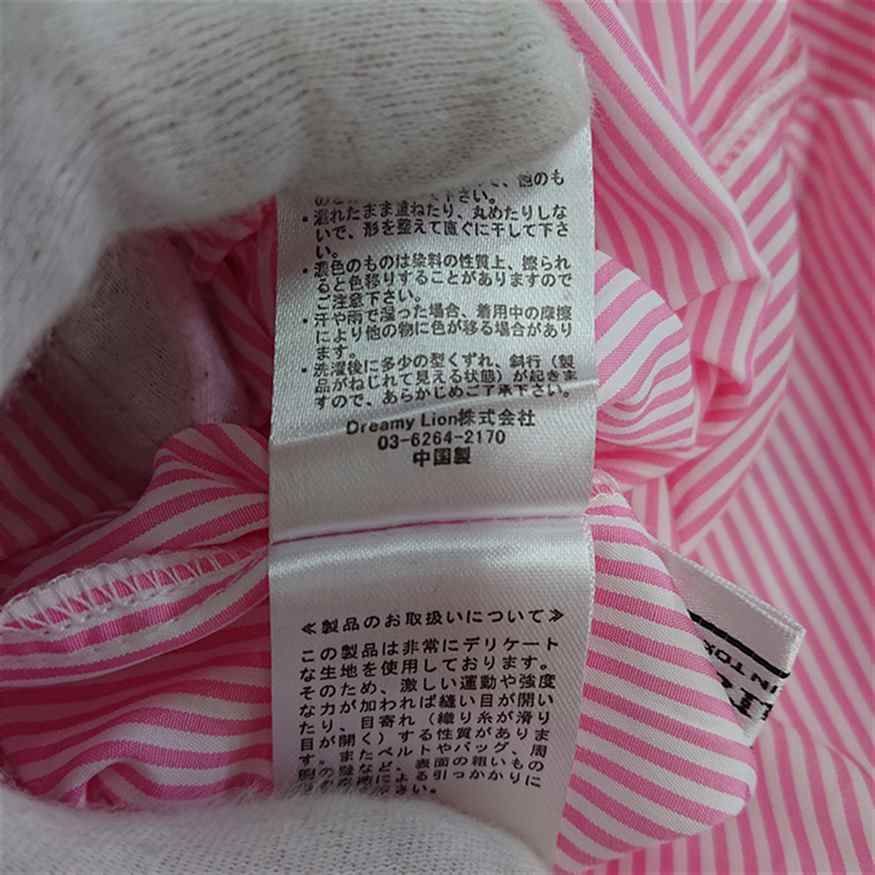 、他のも
下さい。
・濡れたまま重ねたり、丸めたりしな
いで、形を整えて直ぐに干して下さ
い。
・濃色のものは染料の性質上、擦られ
ると色移りすることがありますので
ご注意下さい。
・汗や雨で湿った場合、着用中の摩擦
により他の物に色が移る場合があり
ます。
・洗濯後に多少の型くずれ、斜行（製
品がねじれて見える状態）が起きま
すので、あらかじめご了承下さい。
Dreamy Lion株式会社
03-6264-2170
中国製
≪製品のお取扱いについて≫
この製品は非常にデリケート
な生地を使用しております。
そのため、激しい運動や強度
な力が加われば縫い目が開い
たり、目寄れ（織り糸が滑り
目が開く）する性質がありま
す。またベルトやバッグ、周
など、表面の粗いもの
による引っかかりに
さい。
IN TOK